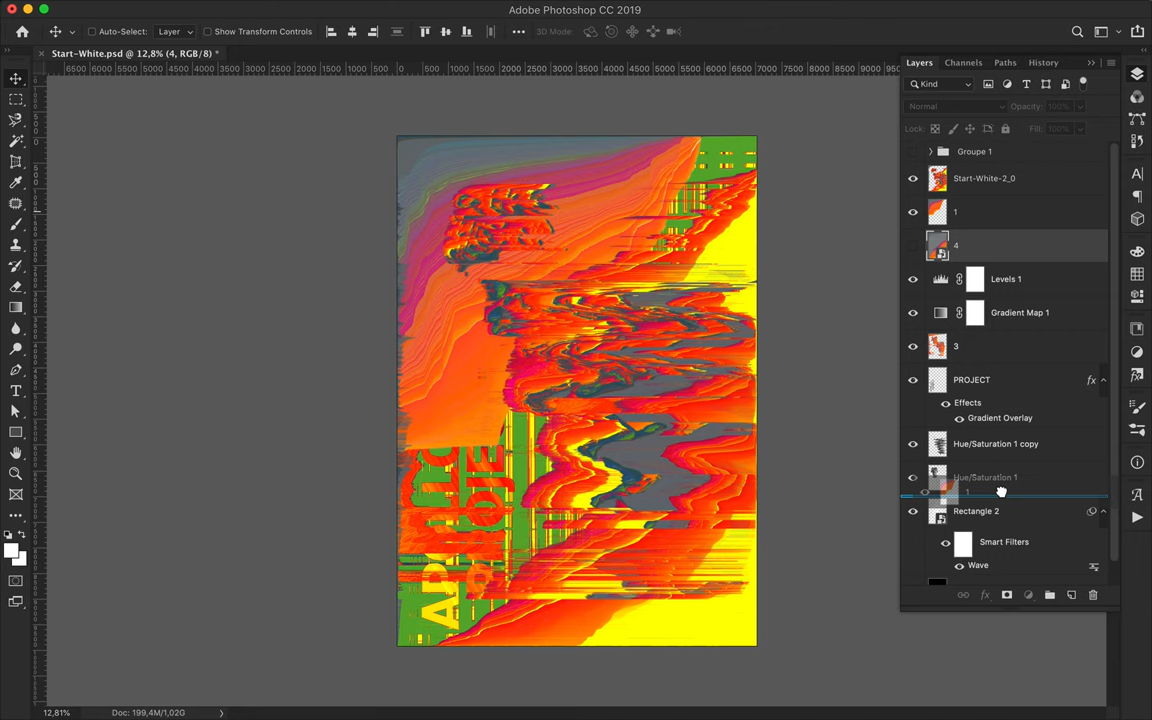 Adobe Photoshop CC 2019
Auto-Select: Layer Show Transform Controls 3D Mode:
Start-White.psd @ 12,8% (4, RGB/8) *
6500 6000 5500 5000 4500 4000 3500 3000 2500 2000 1500 1000 500 0 500 1000 1500 2000 2500 3000 3500 4000 4500 5000 5500 6000 6500 7000 7500 8000 8500 9000
Layers Channels Paths History
Kind
Normal Opacity: 100%
Lock: Fill: 100%
Groupe 1
Start-White-2_0
1
4
Levels 1
Gradient Map 1
3
PROJECT fx
Effects
Gradient Overlay
Hue/Saturation 1 copy
Hue/Saturation 1
1
Rectangle 2
Smart Filters
Wave
12,81% Doc: 199,4M/1,02G